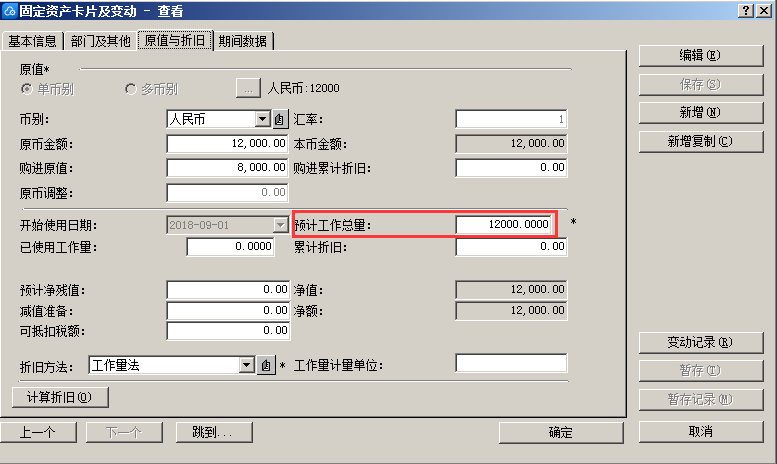 固定资产卡片及变动 - 查看
基本信息 部门及其他 原值与折旧 期间数据
原值*
单币别 多币别 ... 人民币:12000
币别: 人民币 汇率: 1
原币金额: 12,000.00 本币金额: 12,000.00
购进原值: 8,000.00 购进累计折旧: 0.00
原币调整: 0.00
开始使用日期: 2018-09-01 预计工作总量: 12000.0000 *
已使用工作量: 0.0000 累计折旧: 0.00
预计净残值: 0.00 净值: 12,000.00
减值准备: 0.00 净额: 12,000.00
可抵扣税额: 0.00
折旧方法: 工作量法 * 工作量计量单位:
计算折旧(O)
上一个 下一个 跳到... 确定
编辑(E)
保存(S)
新增(N)
新增复制(C)
变动记录(R)
暂存(T)
暂存记录(M)
取消